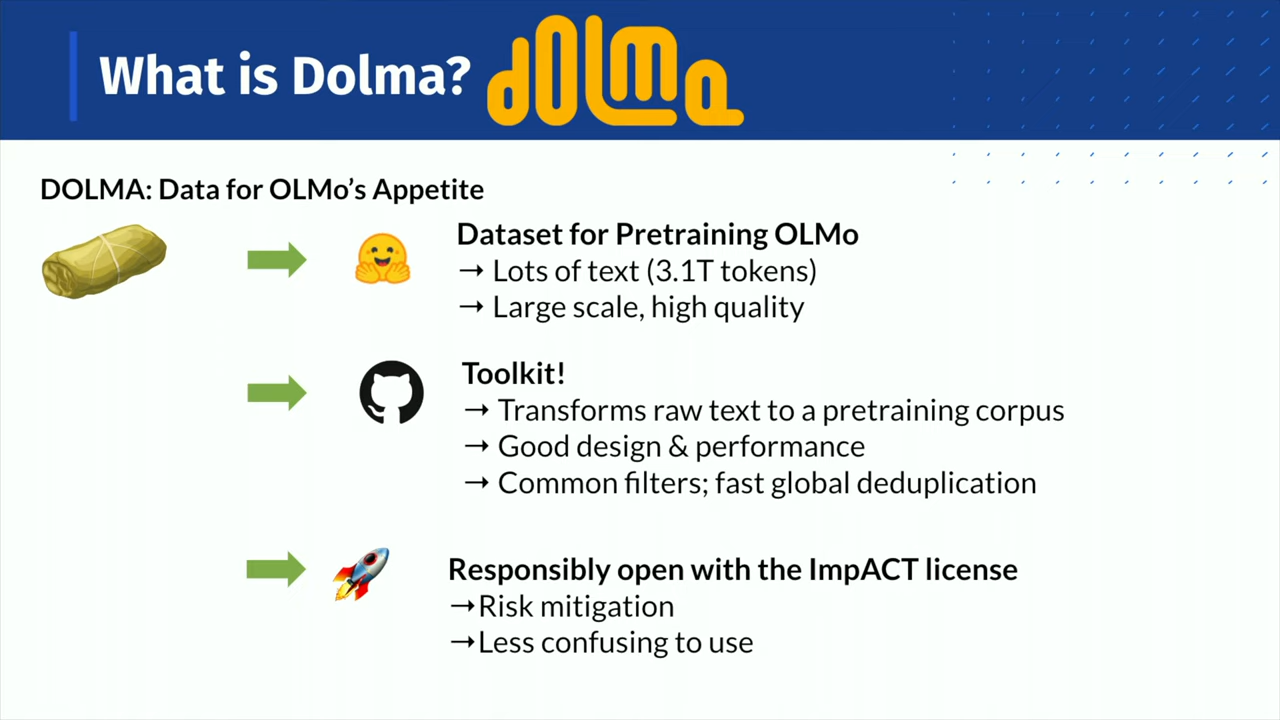 What is Dolma? dolma
DOLMA: Data for OLMo’s Appetite
Dataset for Pretraining OLMo
→ Lots of text (3.1T tokens)
→ Large scale, high quality
Toolkit!
→ Transforms raw text to a pretraining corpus
→ Good design & performance
→ Common filters; fast global deduplication
Responsibly open with the ImpACT license
→Risk mitigation
→Less confusing to use